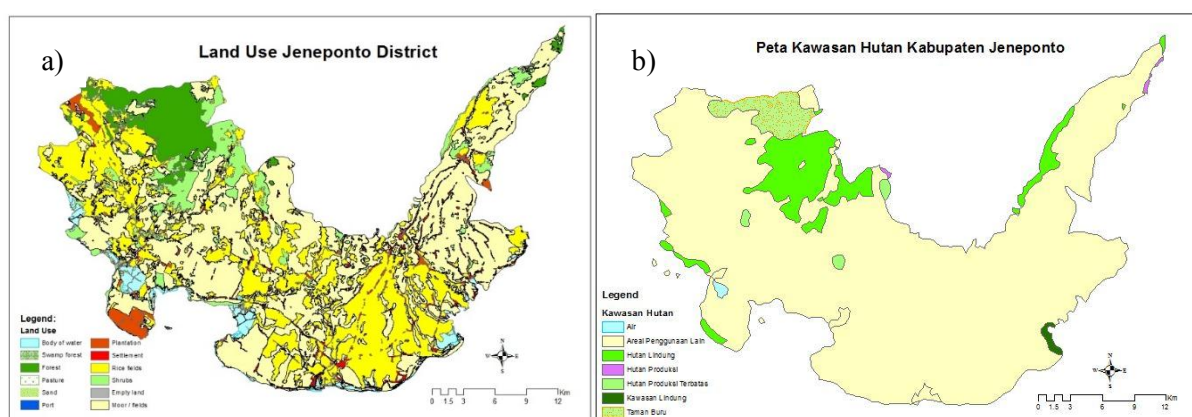 a)
Land Use Jeneponto District
Legend:
Land Use
Body of water
Swamp forest
Forest
Pasture
Sand
Port
Plantation
Settlement
Rice fields
Shrubs
Empty land
Moor / fields
W N E S
Km
0 1.5 3 6 9 12
b)
Peta Kawasan Hutan Kabupaten Jeneponto
Legend
Kawasan Hutan
Air
Areal Penggunaan Lain
Hutan Lindung
Hutan Produksi
Hutan Produksi Terbatas
Kawasan Lindung
Taman Buru
W N E S
Km
0 1.5 3 6 9 12